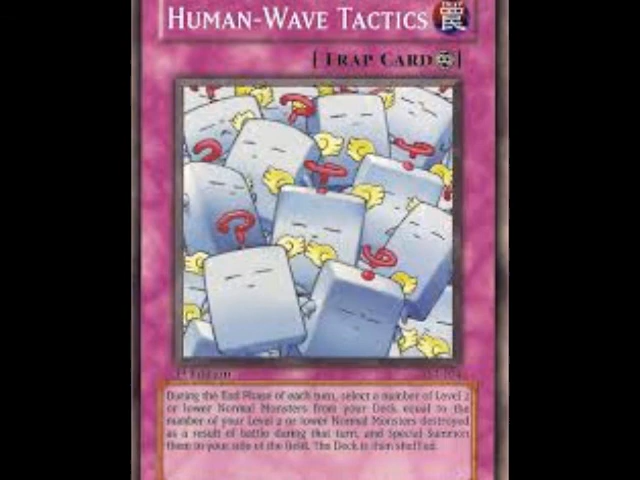 HUMAN-WAVE TACTICS
[TRAP CARD]
1st Edition
During the End Phase of each turn, select a number of Level 2
or lower Normal Monsters from your Deck equal to the
number of your Level 2 or lower Normal Monsters destroyed
as a result of battle during that turn, and Special Summon
them to your side of the field. The Deck is then shuffled.